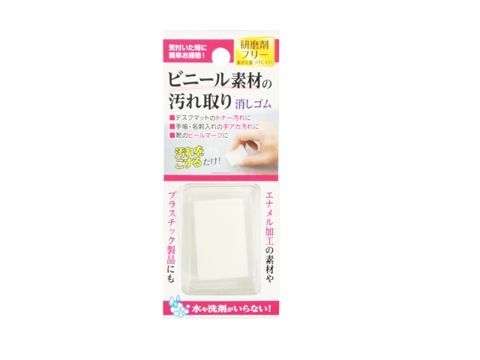 気付いた時に
簡単お掃除!
研磨剤
フリー
ビニール素材の
汚れ取り 消しゴム
■デスクマットのトナー汚れに
■手帳・名刺入れの手アカ汚れに
■靴のヒールマークに
汚れを
こするだけ!
エナメル加工の素材や
プラスチック製品にも
水や洗剤がいらない!